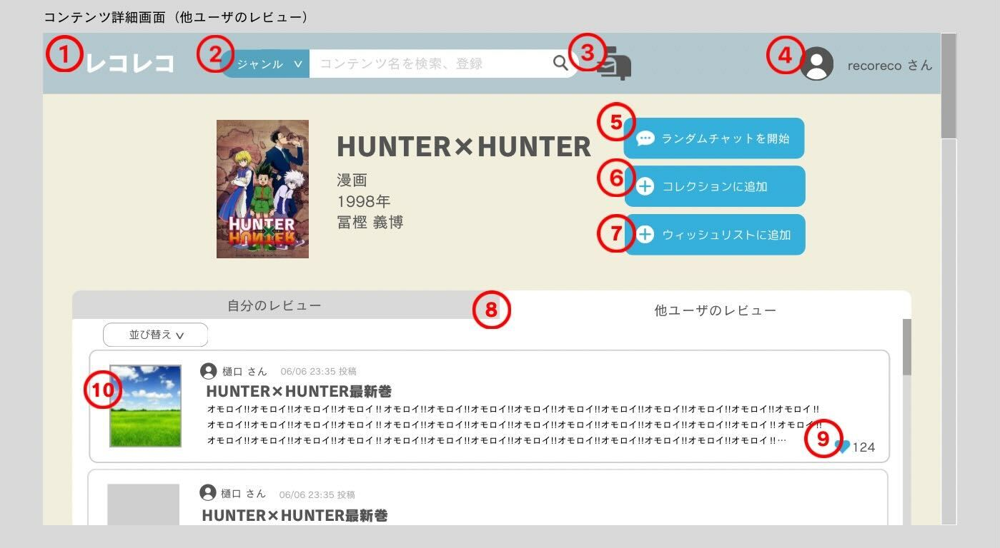 コンテンツ詳細画面（他ユーザのレビュー）
1 レコレコ 2 ジャンル コンテンツ名を検索、登録 3 4 recoreco さん
HUNTER×HUNTER
漫画
1998年
冨樫 義博
HUNTER
HUNTER
5 ランダムチャットを開始
6 コレクションに追加
7 ウィッシュリストに追加
自分のレビュー 8 他ユーザのレビュー
並び替え
10
樋口 さん 06/06 23:35 投稿
HUNTER×HUNTER最新巻
オモロイ!!オモロイ!!オモロイ!!オモロイ!!オモロイ!!オモロイ!!オモロイ!!オモロイ!!オモロイ!!オモロイ!!オモロイ!!オモロイ!!オモロイ!!オモロイ!!
オモロイ!!オモロイ!!オモロイ!!オモロイ!!オモロイ!!オモロイ!!オモロイ!!オモロイ!!オモロイ!!オモロイ!!オモロイ!!オモロイ!!オモロイ!!オモロイ!!
オモロイ!!オモロイ!!オモロイ!!オモロイ!!オモロイ!!オモロイ!!オモロイ!!オモロイ!!オモロイ!!オモロイ!!オモロイ!!オモロイ!!オモロイ!!…
9 124
樋口 さん 06/06 23:35 投稿
HUNTER×HUNTER最新巻